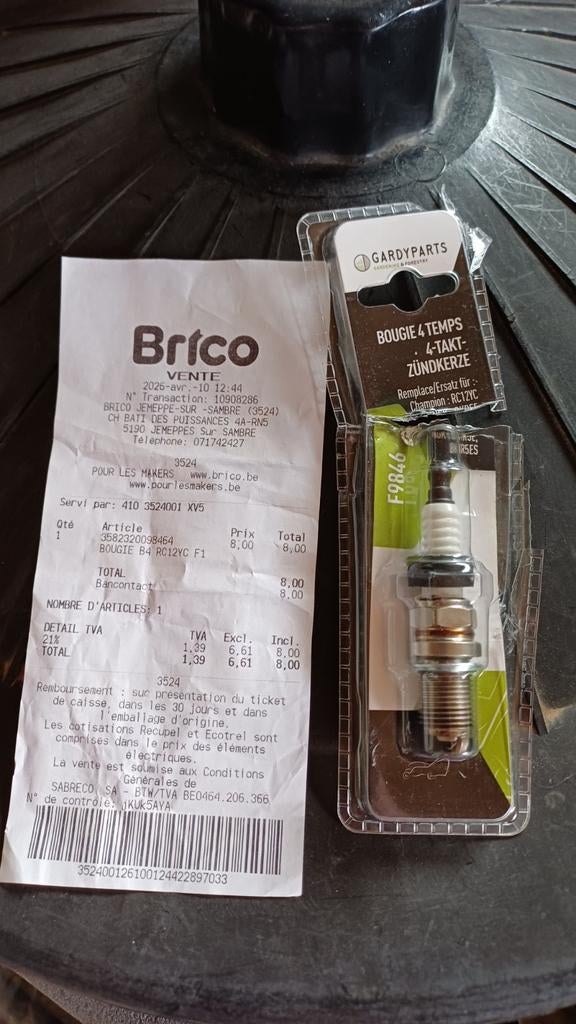 Brico
VENTE
2026-avr.-10 12:44
N° Transaction: 10908286
BRICO JEMEPPE-SUR -SAMBRE (3524)
CH BATI DES PUISSANCES 4A-RN5
5190 JEMEPPES Sur SAMBRE
Téléphone: 071742427
3524
POUR LES MAKERS www.brico.be
www.pourlesmakers.be
Servi par: 410 3524001 XV5
Qté Article Prix Total
1 3582320098464 8,00 8,00
BOUGIE B4 RC12YC F1
TOTAL 8,00
Bancontact 8,00
NOMBRE D'ARTICLES: 1
DETAIL TVA TVA Excl. Incl.
21% 1,39 6,61 8,00
TOTAL 1,39 6,61 8,00
3524
Remboursement : sur présentation du ticket
de caisse, dans les 30 jours et dans
l'emballage d'origine.
Les cotisations Recupel et Ecotrel sont
comprises dans le prix des éléments
électriques.
La vente est soumise aux Conditions
Générales de
SABRECO SA - BTW/TVA BE0464.206.366
N° de contrôle: jKUk5AYA
352400126100124422897033
GARDYPARTS
GARDENING & FORESTRY
BOUGIE 4 TEMPS
4-TAKT-
ZÜNDKERZE
Remplace/Ersatz für :
Champion : RC12YC
F9846